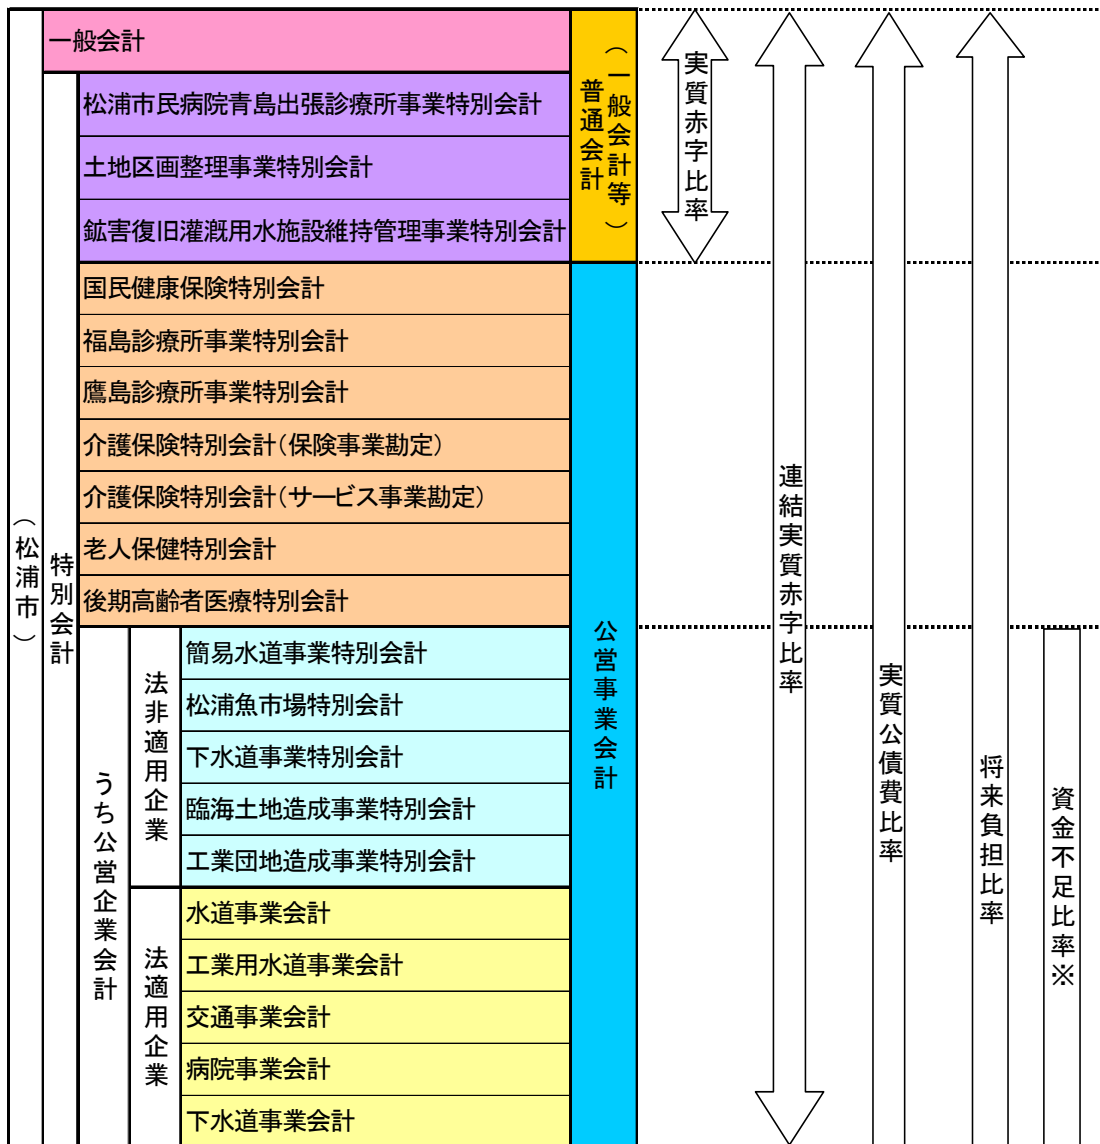 （松浦市）
一般会計
特別会計
松浦市民病院青島出張診療所事業特別会計
土地区画整理事業特別会計
鉱害復旧灌漑用水施設維持管理事業特別会計
国民健康保険特別会計
福島診療所事業特別会計
鷹島診療所事業特別会計
介護保険特別会計（保険事業勘定）
介護保険特別会計（サービス事業勘定）
老人保健特別会計
後期高齢者医療特別会計
うち公営企業会計
法非適用企業
簡易水道事業特別会計
松浦魚市場特別会計
下水道事業特別会計
臨海土地造成事業特別会計
工業団地造成事業特別会計
法適用企業
水道事業会計
工業用水道事業会計
交通事業会計
病院事業会計
下水道事業会計
（一般会計等）
普通会計
公営事業会計
実質赤字比率
連結実質赤字比率
実質公債費比率
将来負担比率
資金不足比率※